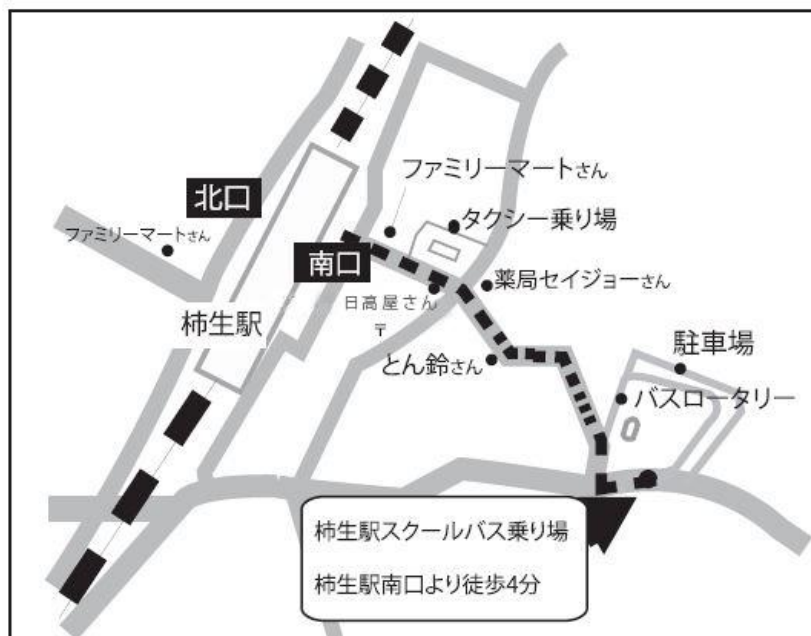 ファミリーマートさん
北口
タクシー乗り場
ファミリーマートさん
南口
薬局セイジョーさん
日高屋さん
柿生駅
〒
とん鈴さん
駐車場
バスロータリー
柿生駅スクールバス乗り場
柿生駅南口より徒歩4分